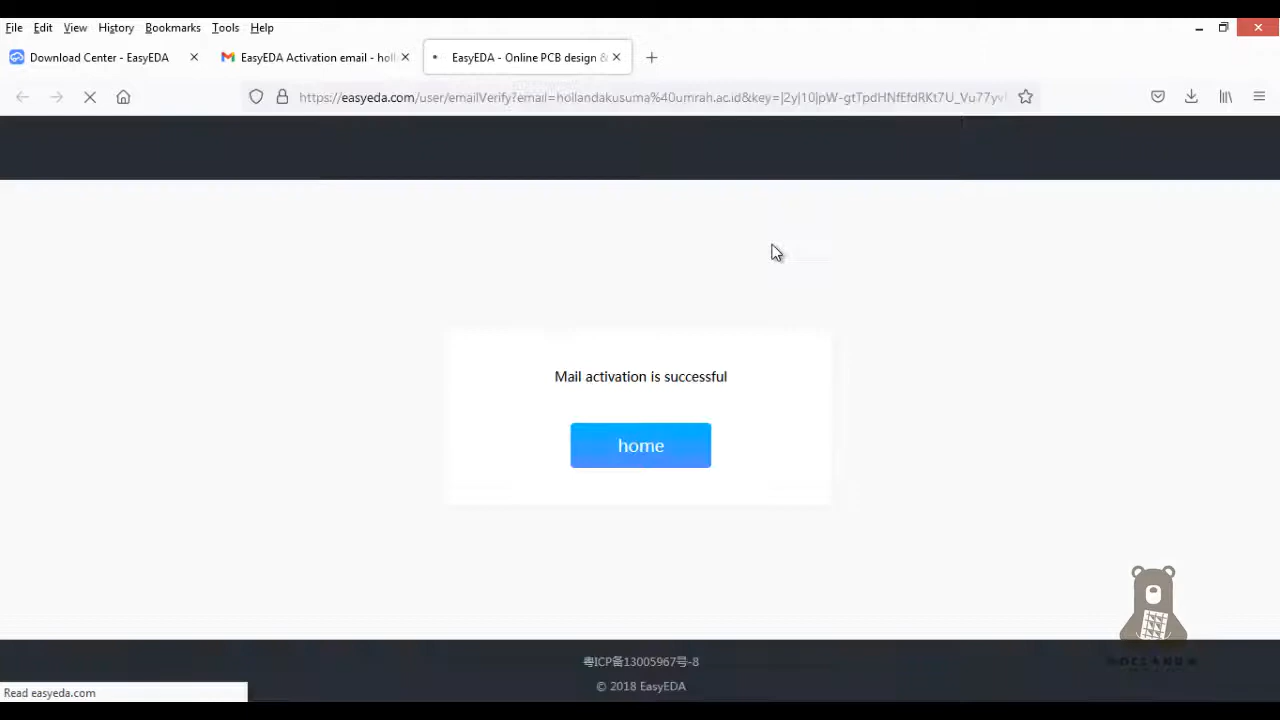 File Edit View History Bookmarks Tools Help
Download Center - EasyEDA
EasyEDA Activation email - holl
EasyEDA - Online PCB design &
https://easyeda.com/user/emailVerify?email=hollandakusuma%40umrah.ac.id&key=|2y|10|pW-gtTpdHNfEfdRKt7U_Vu77yv
Mail activation is successful
home
粤ICP备13005967号-8
© 2018 EasyEDA
Read easyeda.com